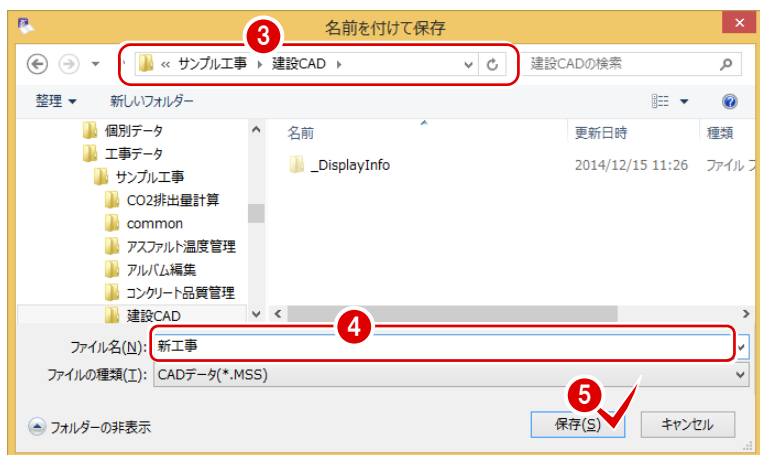 名前を付けて保存
3
« サンプル工事 建設CAD
建設CADの検索
整理 新しいフォルダー
名前 更新日時 種類
個別データ
工事データ
サンプル工事
CO2排出量計算
common
アスファルト温度管理
アルバム編集
コンクリート品質管理
建設CAD
_DisplayInfo 2014/12/15 11:26 ファイル フ
4
ファイル名(N): 新工事
ファイルの種類(T): CADデータ(*.MSS)
5
フォルダーの非表示
保存(S) キャンセル